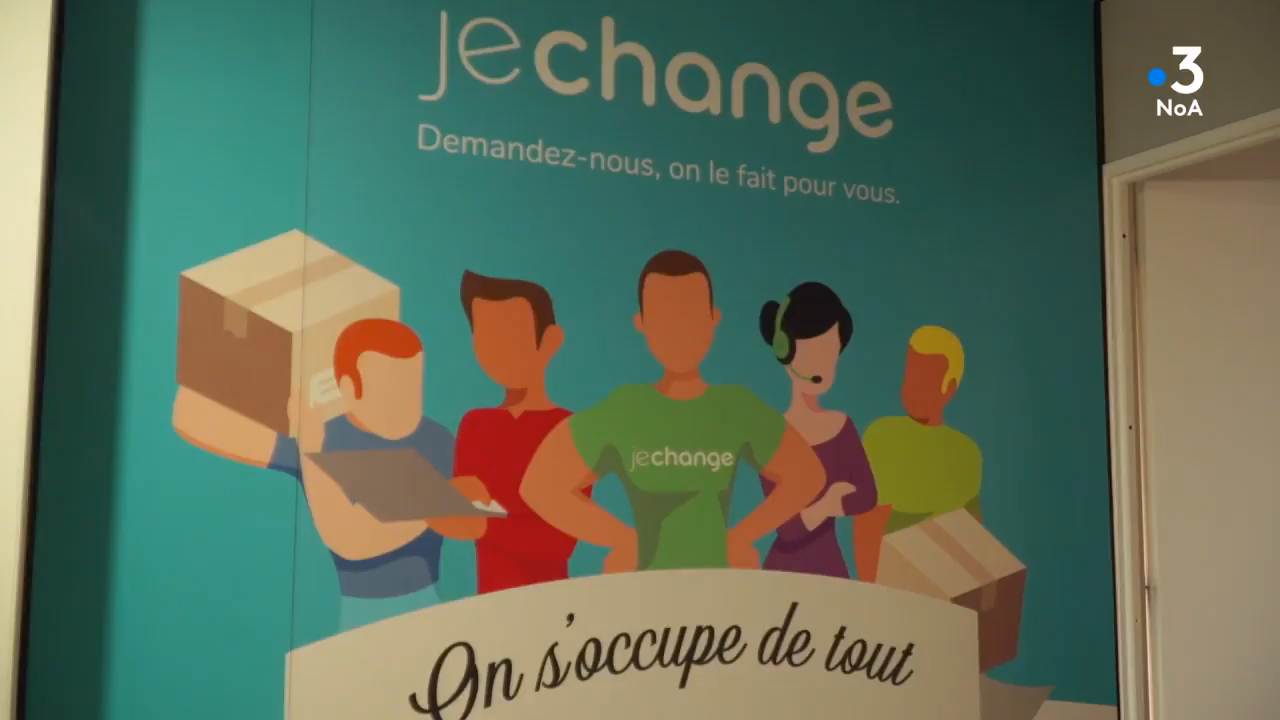 jechange
Demandez-nous, on le fait pour vous.
3
NoA
jechange
On s'occupe de tout